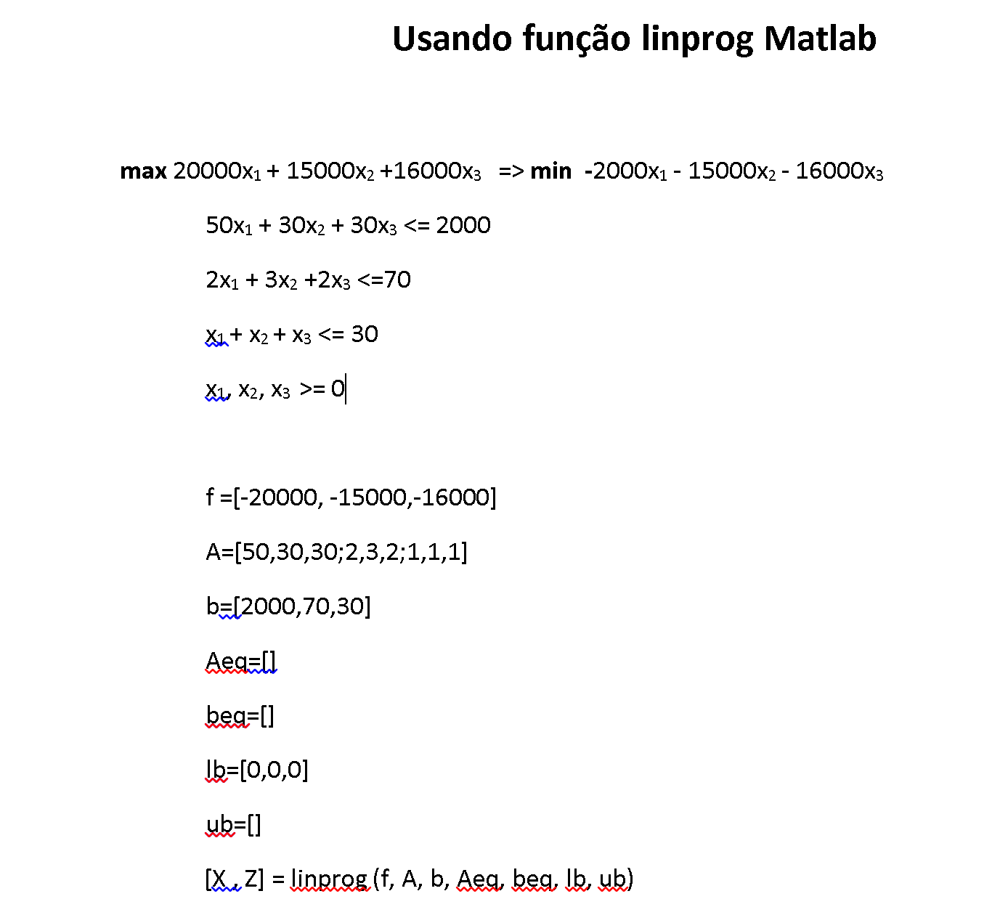 Usando função linprog Matlab
max 20000x₁ + 15000x₂ +16000x₃ => min -2000x₁ - 15000x₂ - 16000x₃
50x₁ + 30x₂ + 30x₃ <= 2000
2x₁ + 3x₂ +2x₃ <=70
x₁ + x₂ + x₃ <= 30
x₁, x₂, x₃ >= 0
f =[-20000, -15000,-16000]
A=[50,30,30;2,3,2;1,1,1]
b=[2000,70,30]
Aeq=[]
beq=[]
lb=[0,0,0]
ub=[]
[X , Z] = linprog (f, A, b, Aeq, beq, lb, ub)